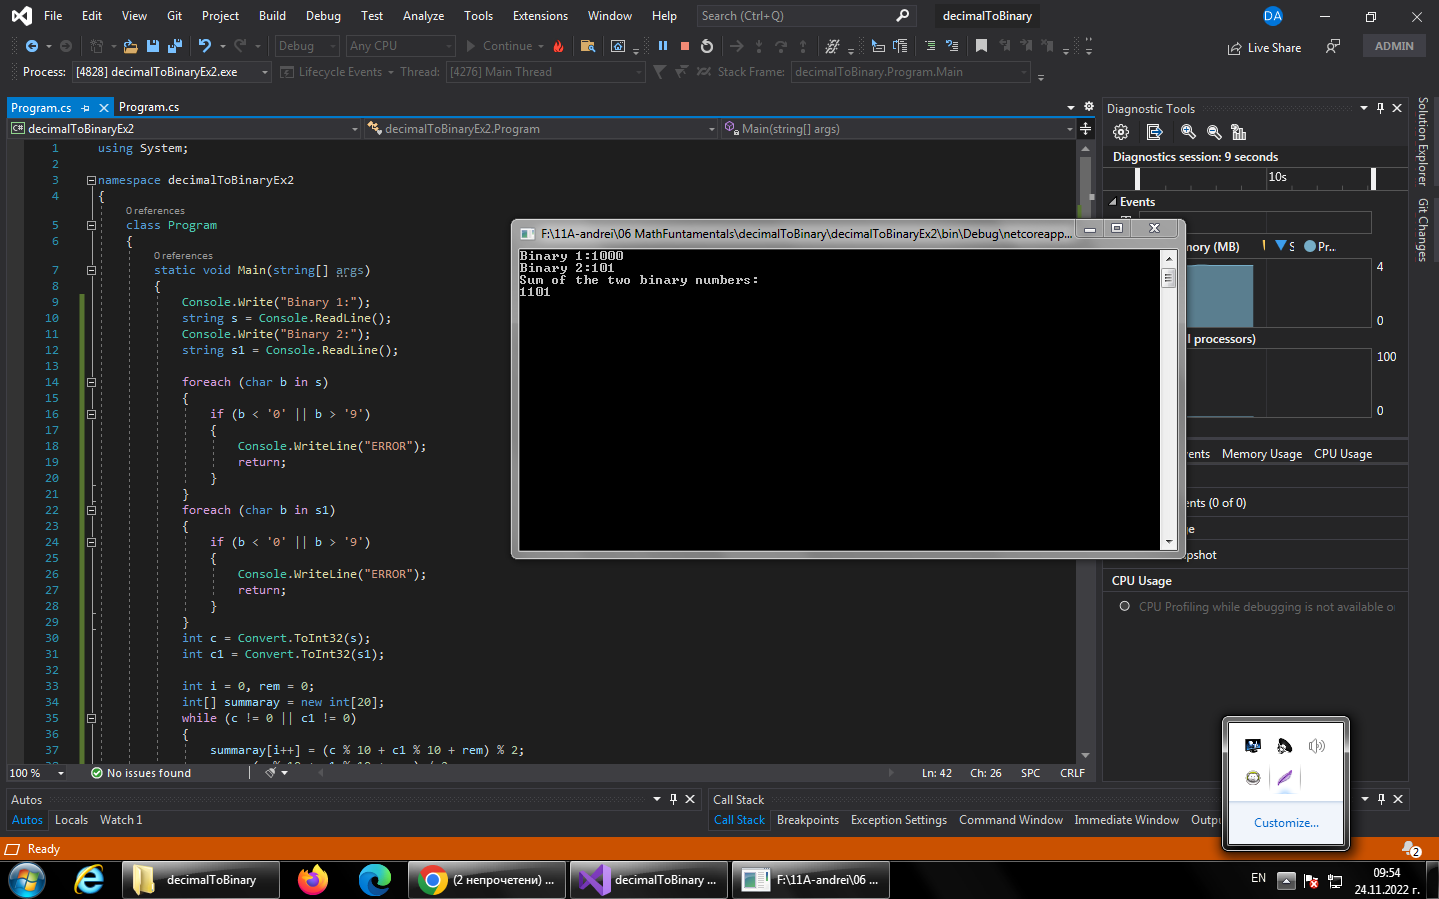 File Edit View Git Project Build Debug Test Analyze Tools Extensions Window Help Search (Ctrl+Q) decimalToBinary DA
Debug Any CPU Continue Live Share ADMIN
Process: [4828] decimalToBinaryEx2.exe Lifecycle Events Thread: [4276] Main Thread Stack Frame: decimalToBinary.Program.Main
Program.cs Program.cs
decimalToBinaryEx2 decimalToBinaryEx2.Program Main(string[] args)
1 using System;
2
3 namespace decimalToBinaryEx2
4 {
0 references
5 class Program
6 {
0 references
7 static void Main(string[] args)
8 {
9 Console.Write("Binary 1:");
10 string s = Console.ReadLine();
11 Console.Write("Binary 2:");
12 string s1 = Console.ReadLine();
13
14 foreach (char b in s)
15 {
16 if (b < '0' || b > '9')
17 {
18 Console.WriteLine("ERROR");
19 return;
20 }
21 }
22 foreach (char b in s1)
23 {
24 if (b < '0' || b > '9')
25 {
26 Console.WriteLine("ERROR");
27 return;
28 }
29 }
30 int c = Convert.ToInt32(s);
31 int c1 = Convert.ToInt32(s1);
32
33 int i = 0, rem = 0;
34 int[] summaray = new int[20];
35 while (c != 0 || c1 != 0)
36 {
37 summaray[i++] = (c % 10 + c1 % 10 + rem) % 2;
100 % No issues found Ln: 42 Ch: 26 SPC CRLF
F:\11A-andrei\06 MathFuntamentals\decimalToBinary\decimalToBinaryEx2\bin\Debug\netcoreapp...
Binary 1:1000
Binary 2:101
Sum of the two binary numbers:
1101
Diagnostic Tools
Diagnostics session: 9 seconds
10s
Events
mory (MB) S Pr..
4
0
l processors)
100
0
ents Memory Usage CPU Usage
ents (0 of 0)
ge
pshot
CPU Usage
CPU Profiling while debugging is not available o
Solution Explorer
Git Changes
Autos
Autos Locals Watch 1
Call Stack
Call Stack Breakpoints Exception Settings Command Window Immediate Window Outp
Customize...
Ready 2
decimalToBinary (2 непрочетени) ... decimalToBinary ... F:\11A-andrei\06 ... EN
09:54
24.11.2022 г.